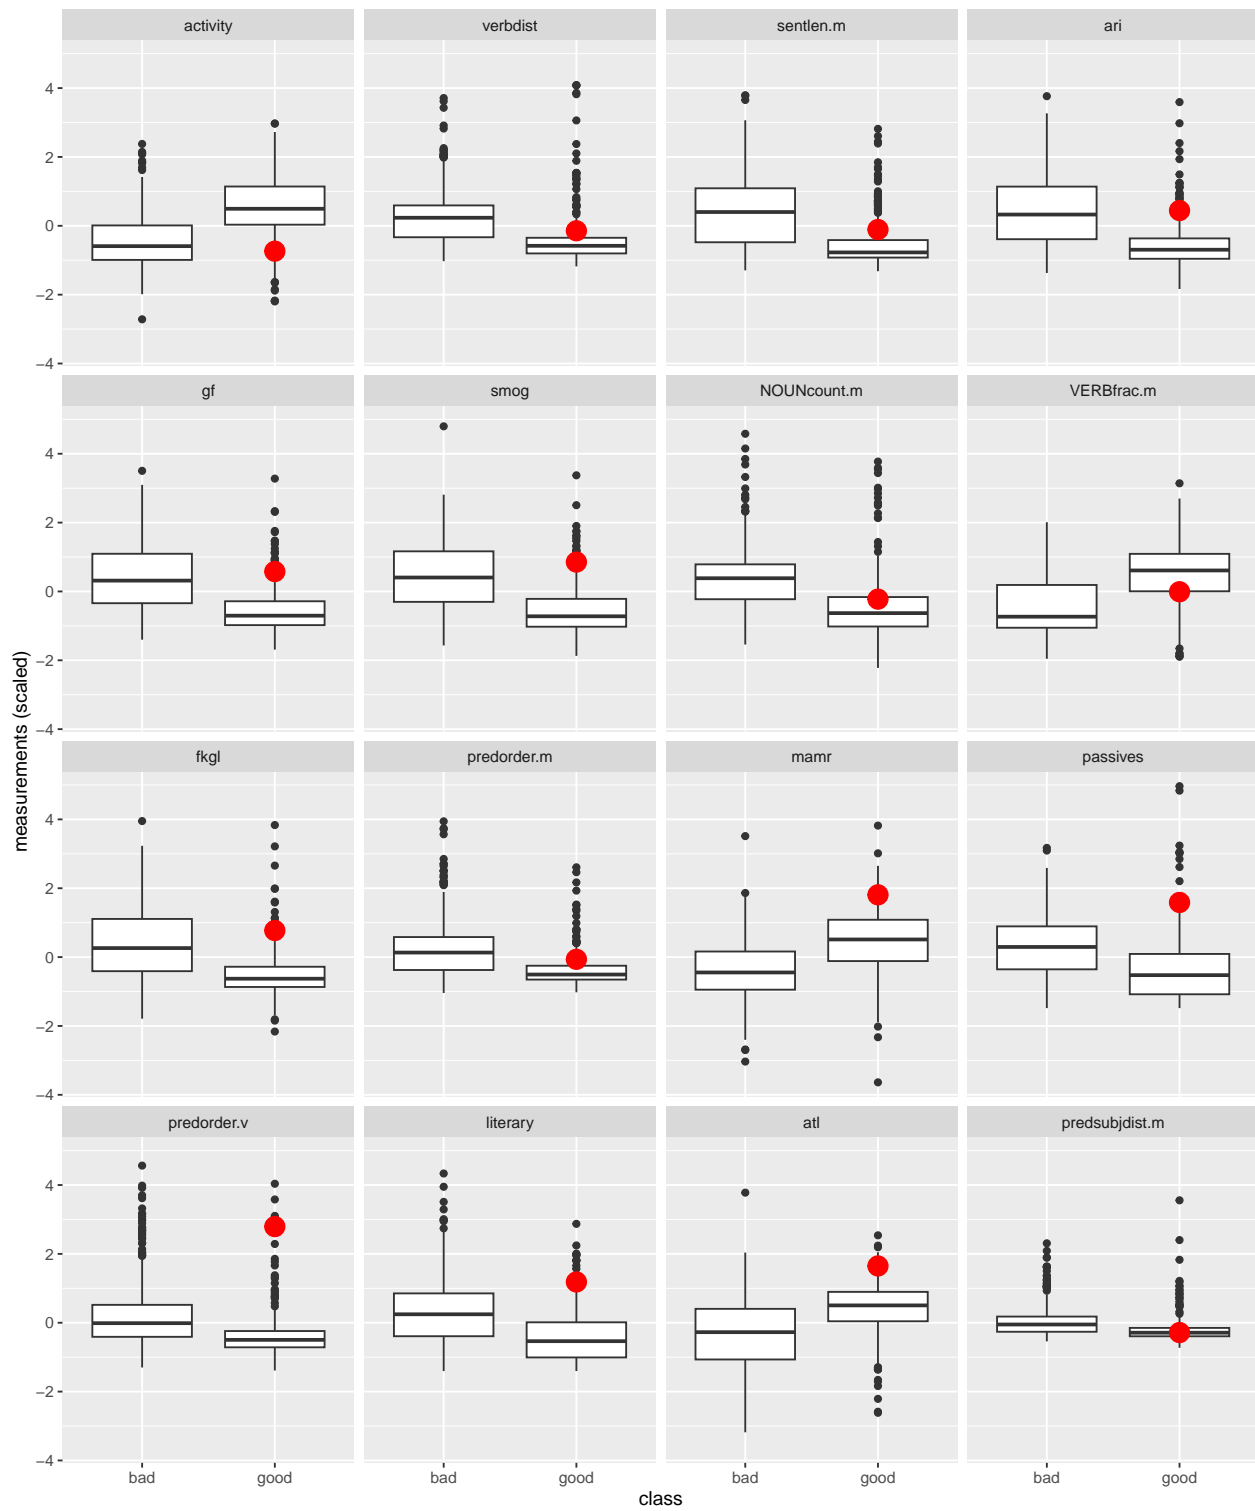 activity verbdist sentlen.m ari
4
2
0
−2
−4
gf smog NOUNcount.m VERBfrac.m
4
2
0
−2
−4
fkgl predorder.m mamr passives
4
2
0
−2
−4
predorder.v literary atl predsubjdist.m
4
2
0
−2
−4
bad good bad good bad good bad good
class
measurements (scaled)